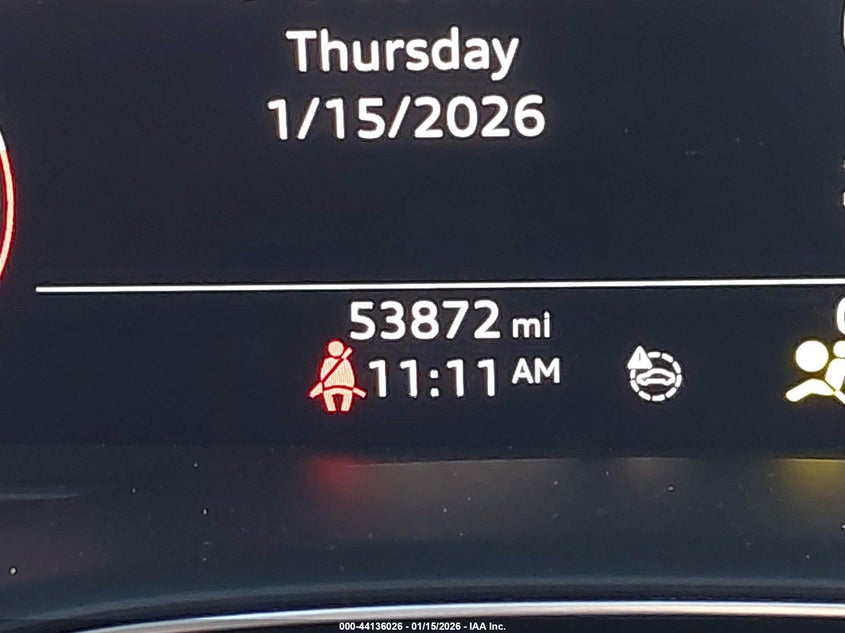 Thursday
1/15/2026
53872 mi
11:11 AM
000-44136026 - 01/15/2026 - IAA Inc.